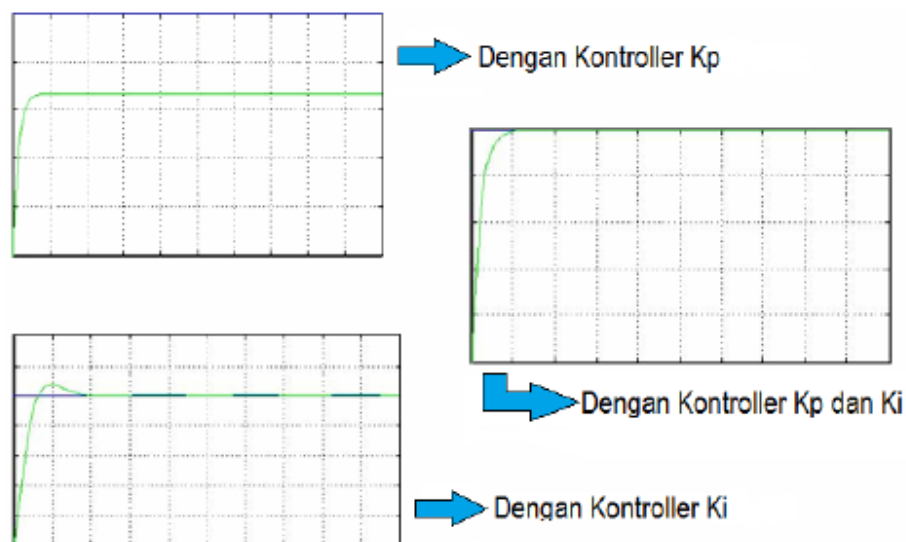 Dengan Kontroller Kp
Dengan Kontroller Kp dan Ki
Dengan Kontroller Ki